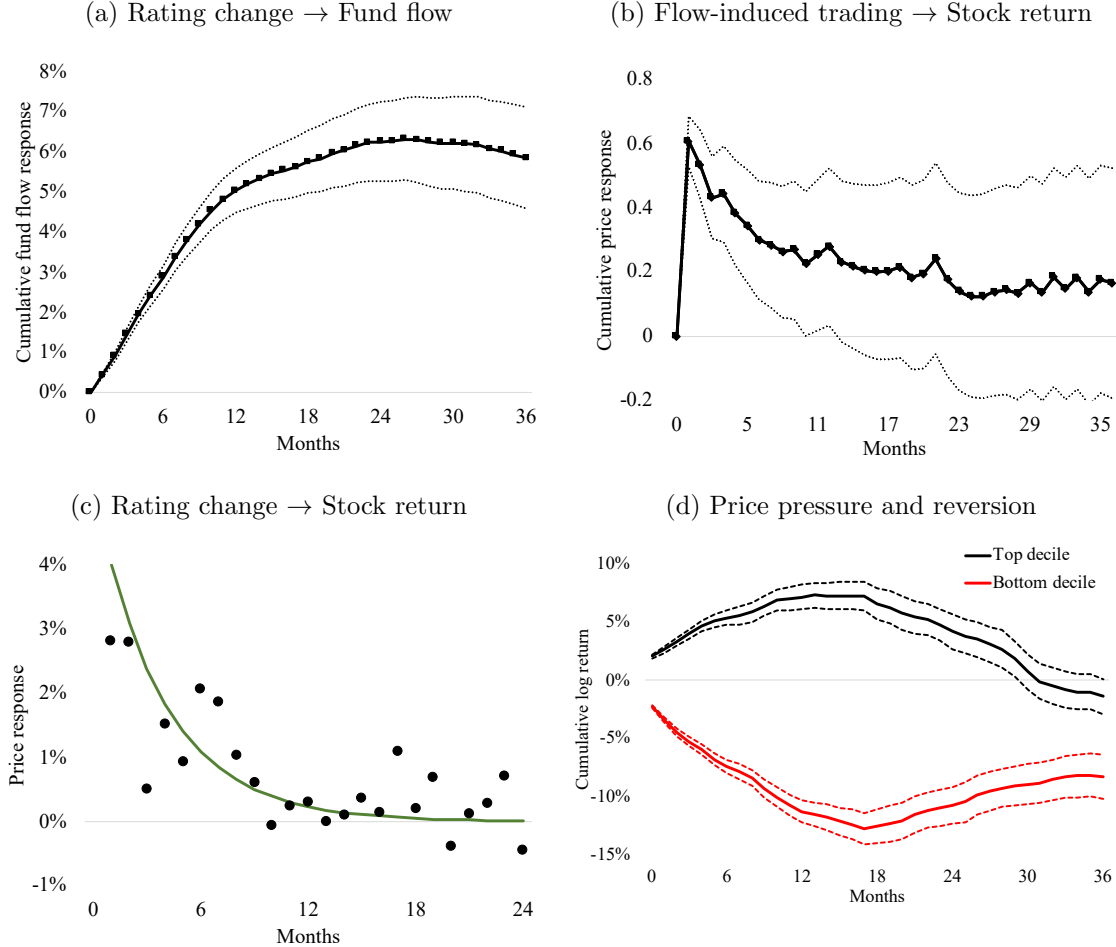 (a) Rating change → Fund flow
Cumulative fund flow response
8%
7%
6%
5%
4%
3%
2%
1%
0%
0 6 12 18 24 30 36
Months
(b) Flow-induced trading → Stock return
Cumulative price response
0.8
0.6
0.4
0.2
0
-0.2
0 5 11 17 23 29 35
Months
(c) Rating change → Stock return
Price response
4%
3%
2%
1%
0%
-1%
0 6 12 18 24
Months
(d) Price pressure and reversion
Top decile
Bottom decile
Cumulative log return
10%
5%
0%
-5%
-10%
-15%
0 6 12 18 24 30 36
Months